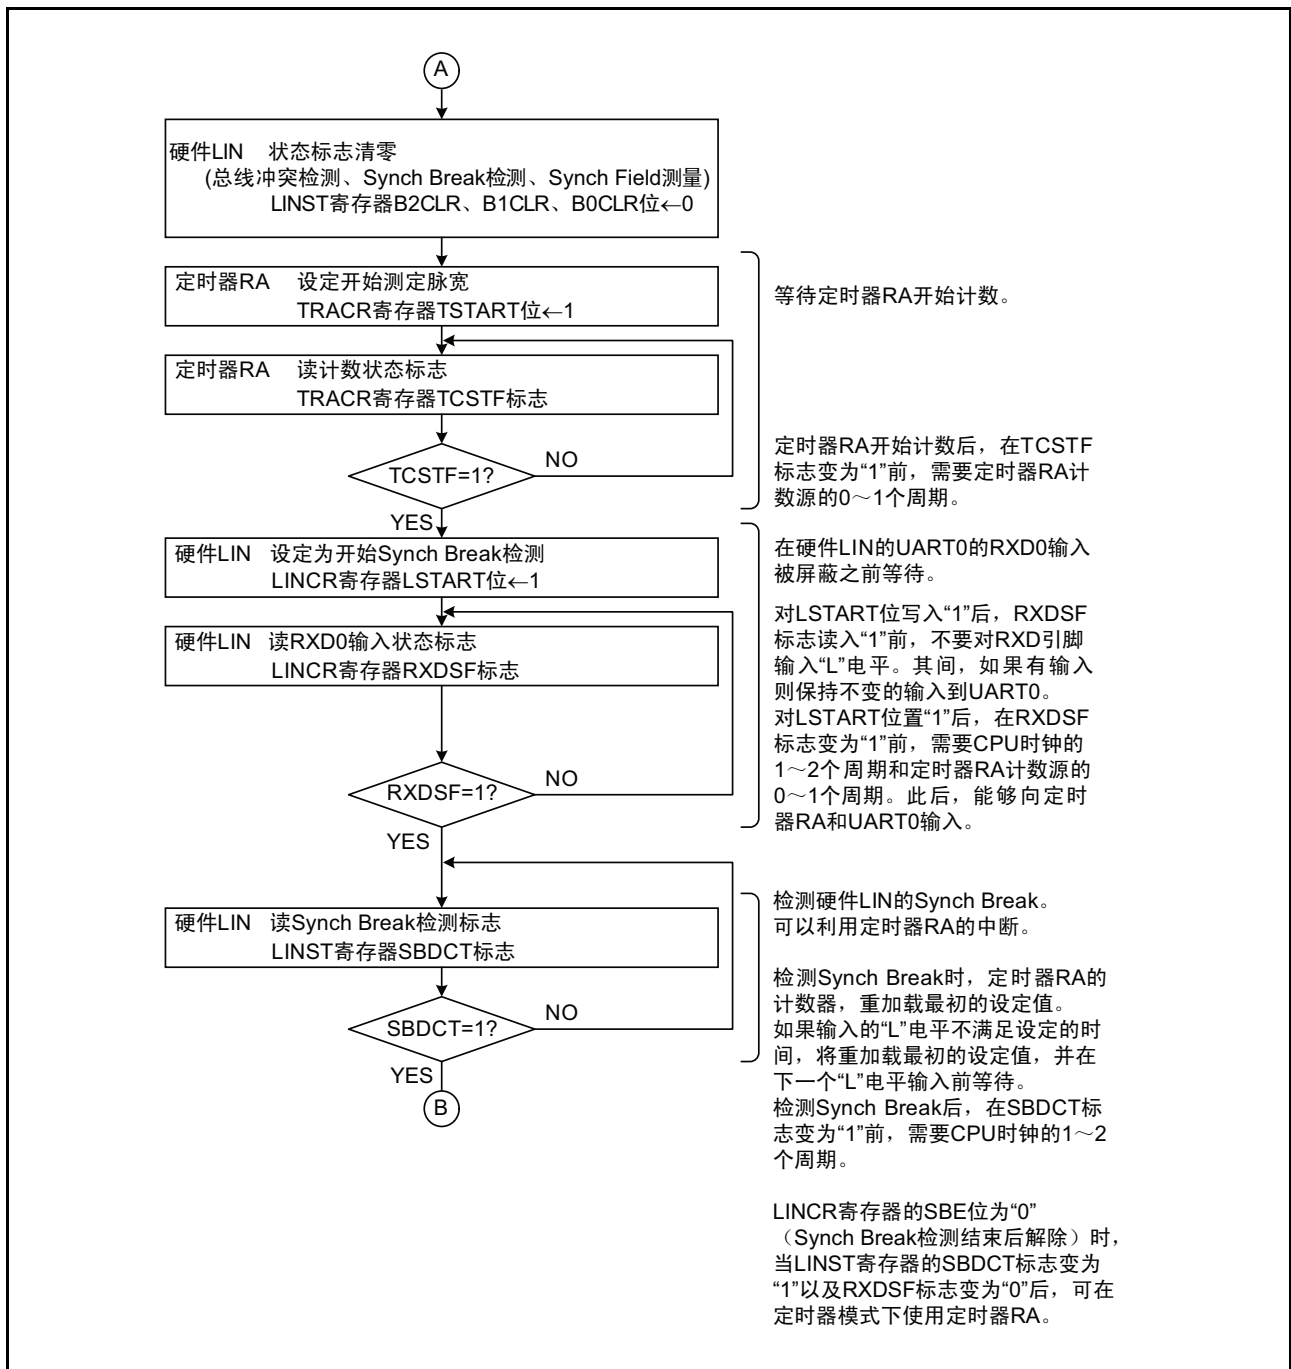 A
硬件LIN 状态标志清零
(总线冲突检测、Synch Break检测、Synch Field测量)
LINST寄存器B2CLR、B1CLR、B0CLR位←0
定时器RA 设定开始测定脉宽
TRACR寄存器TSTART位←1
等待定时器RA开始计数。
定时器RA 读计数状态标志
TRACR寄存器TCSTF标志
TCSTF=1?
NO
YES
定时器RA开始计数后，在TCSTF
标志变为“1”前，需要定时器RA计
数源的0～1个周期。
硬件LIN 设定为开始Synch Break检测
LINCR寄存器LSTART位←1
在硬件LIN的UART0的RXD0输入
被屏蔽之前等待。
硬件LIN 读RXD0输入状态标志
LINCR寄存器RXDSF标志
对LSTART位写入“1”后，RXDSF
标志读入“1”前，不要对RXD引脚
输入“L”电平。其间，如果有输入
则保持不变的输入到UART0。
对LSTART位置“1”后，在RXDSF
标志变为“1”前，需要CPU时钟的
1～2个周期和定时器RA计数源的
0～1个周期。此后，能够向定时
器RA和UART0输入。
RXDSF=1?
NO
YES
硬件LIN 读Synch Break检测标志
LINST寄存器SBDCT标志
检测硬件LIN的Synch Break。
可以利用定时器RA的中断。
SBDCT=1?
NO
YES
B
检测Synch Break时，定时器RA的
计数器，重加载最初的设定值。
如果输入的“L”电平不满足设定的时
间，将重加载最初的设定值，并在
下一个“L”电平输入前等待。
检测Synch Break后，在SBDCT标
志变为“1”前，需要CPU时钟的1～2
个周期。
LINCR寄存器的SBE位为“0”
（Synch Break检测结束后解除）时，
当LINST寄存器的SBDCT标志变为
“1”以及RXDSF标志变为“0”后，可在
定时器模式下使用定时器RA。